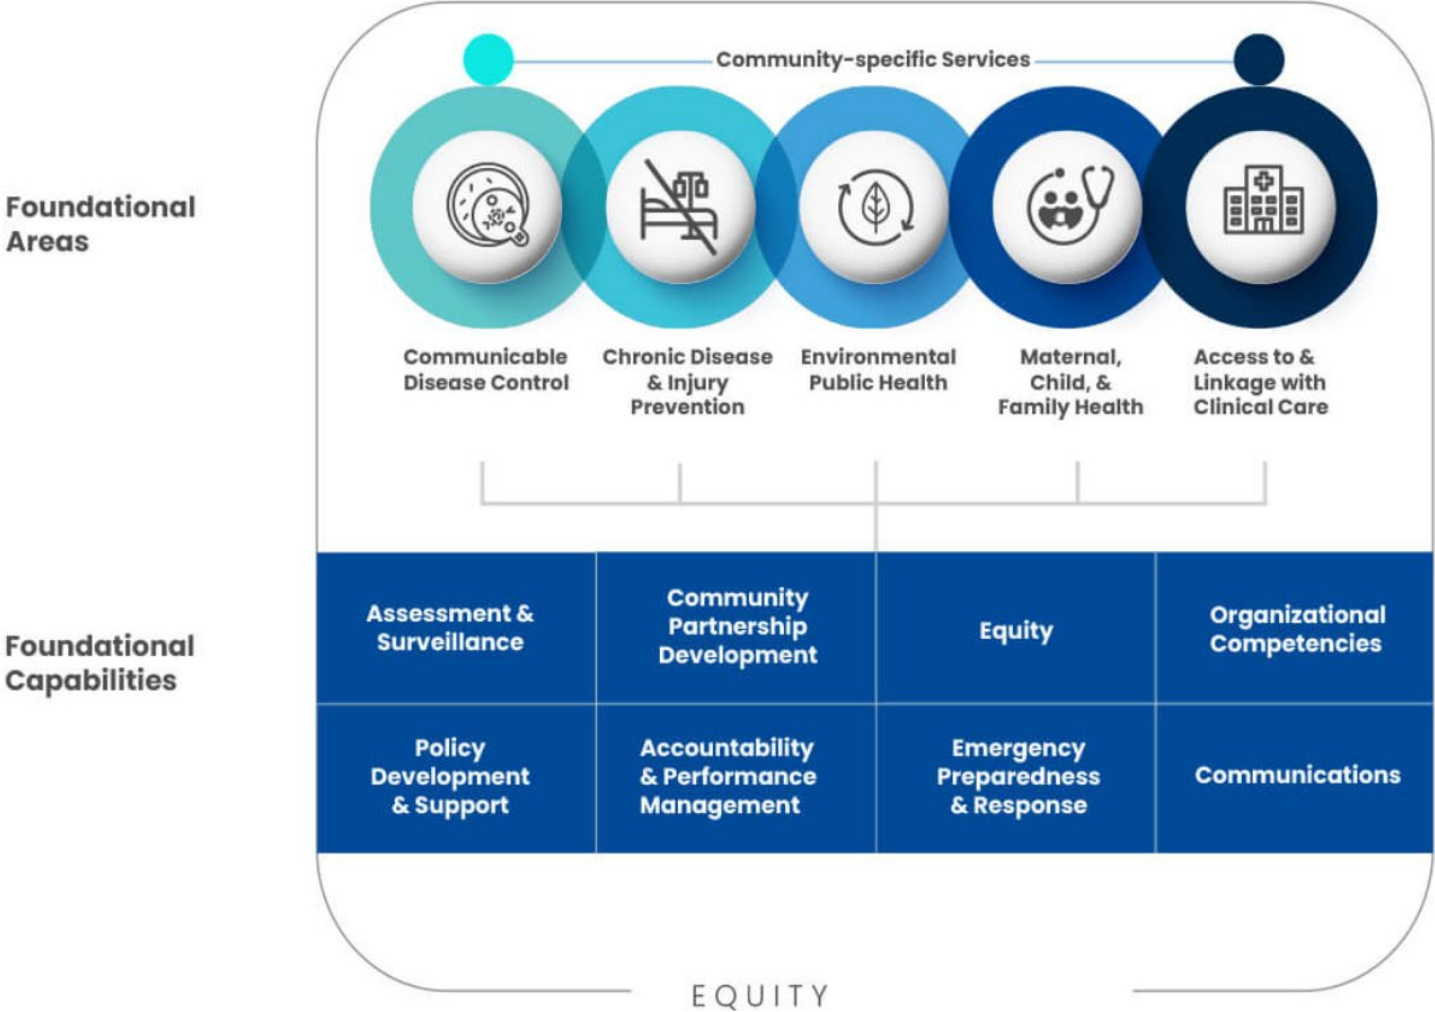 Community-specific Services
Foundational
Areas
Communicable
Disease Control
Chronic Disease
& Injury
Prevention
Environmental
Public Health
Maternal,
Child, &
Family Health
Access to &
Linkage with
Clinical Care
Foundational
Capabilities
Assessment &
Surveillance
Community
Partnership
Development
Equity
Organizational
Competencies
Policy
Development
& Support
Accountability
& Performance
Management
Emergency
Preparedness
& Response
Communications
EQUITY